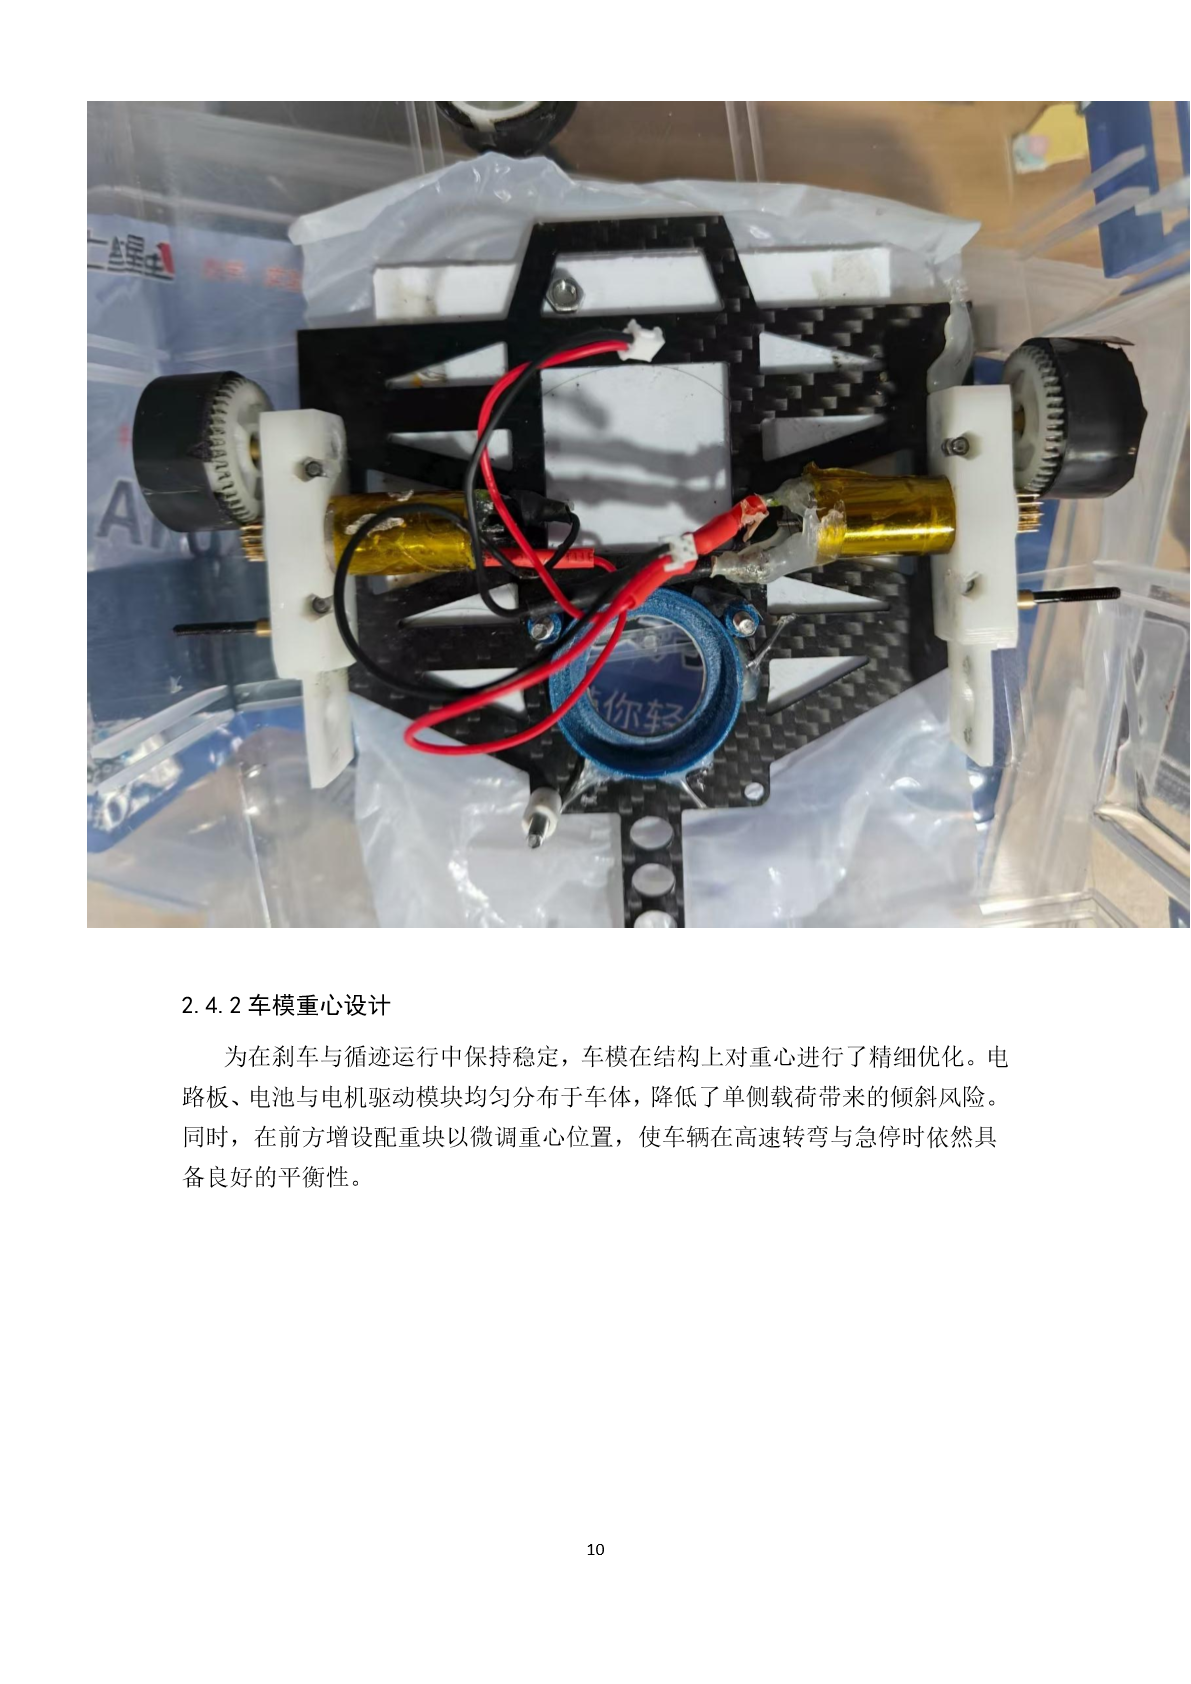 你轻
2.4.2车模重心设计
为在刹车与循迹运行中保持稳定，车模在结构上对重心进行了精细优化。电
路板、电池与电机驱动模块均匀分布于车体，降低了单侧载荷带来的倾斜风险。
同时，在前方增设配重块以微调重心位置，使车辆在高速转弯与急停时依然具
备良好的平衡性。
10